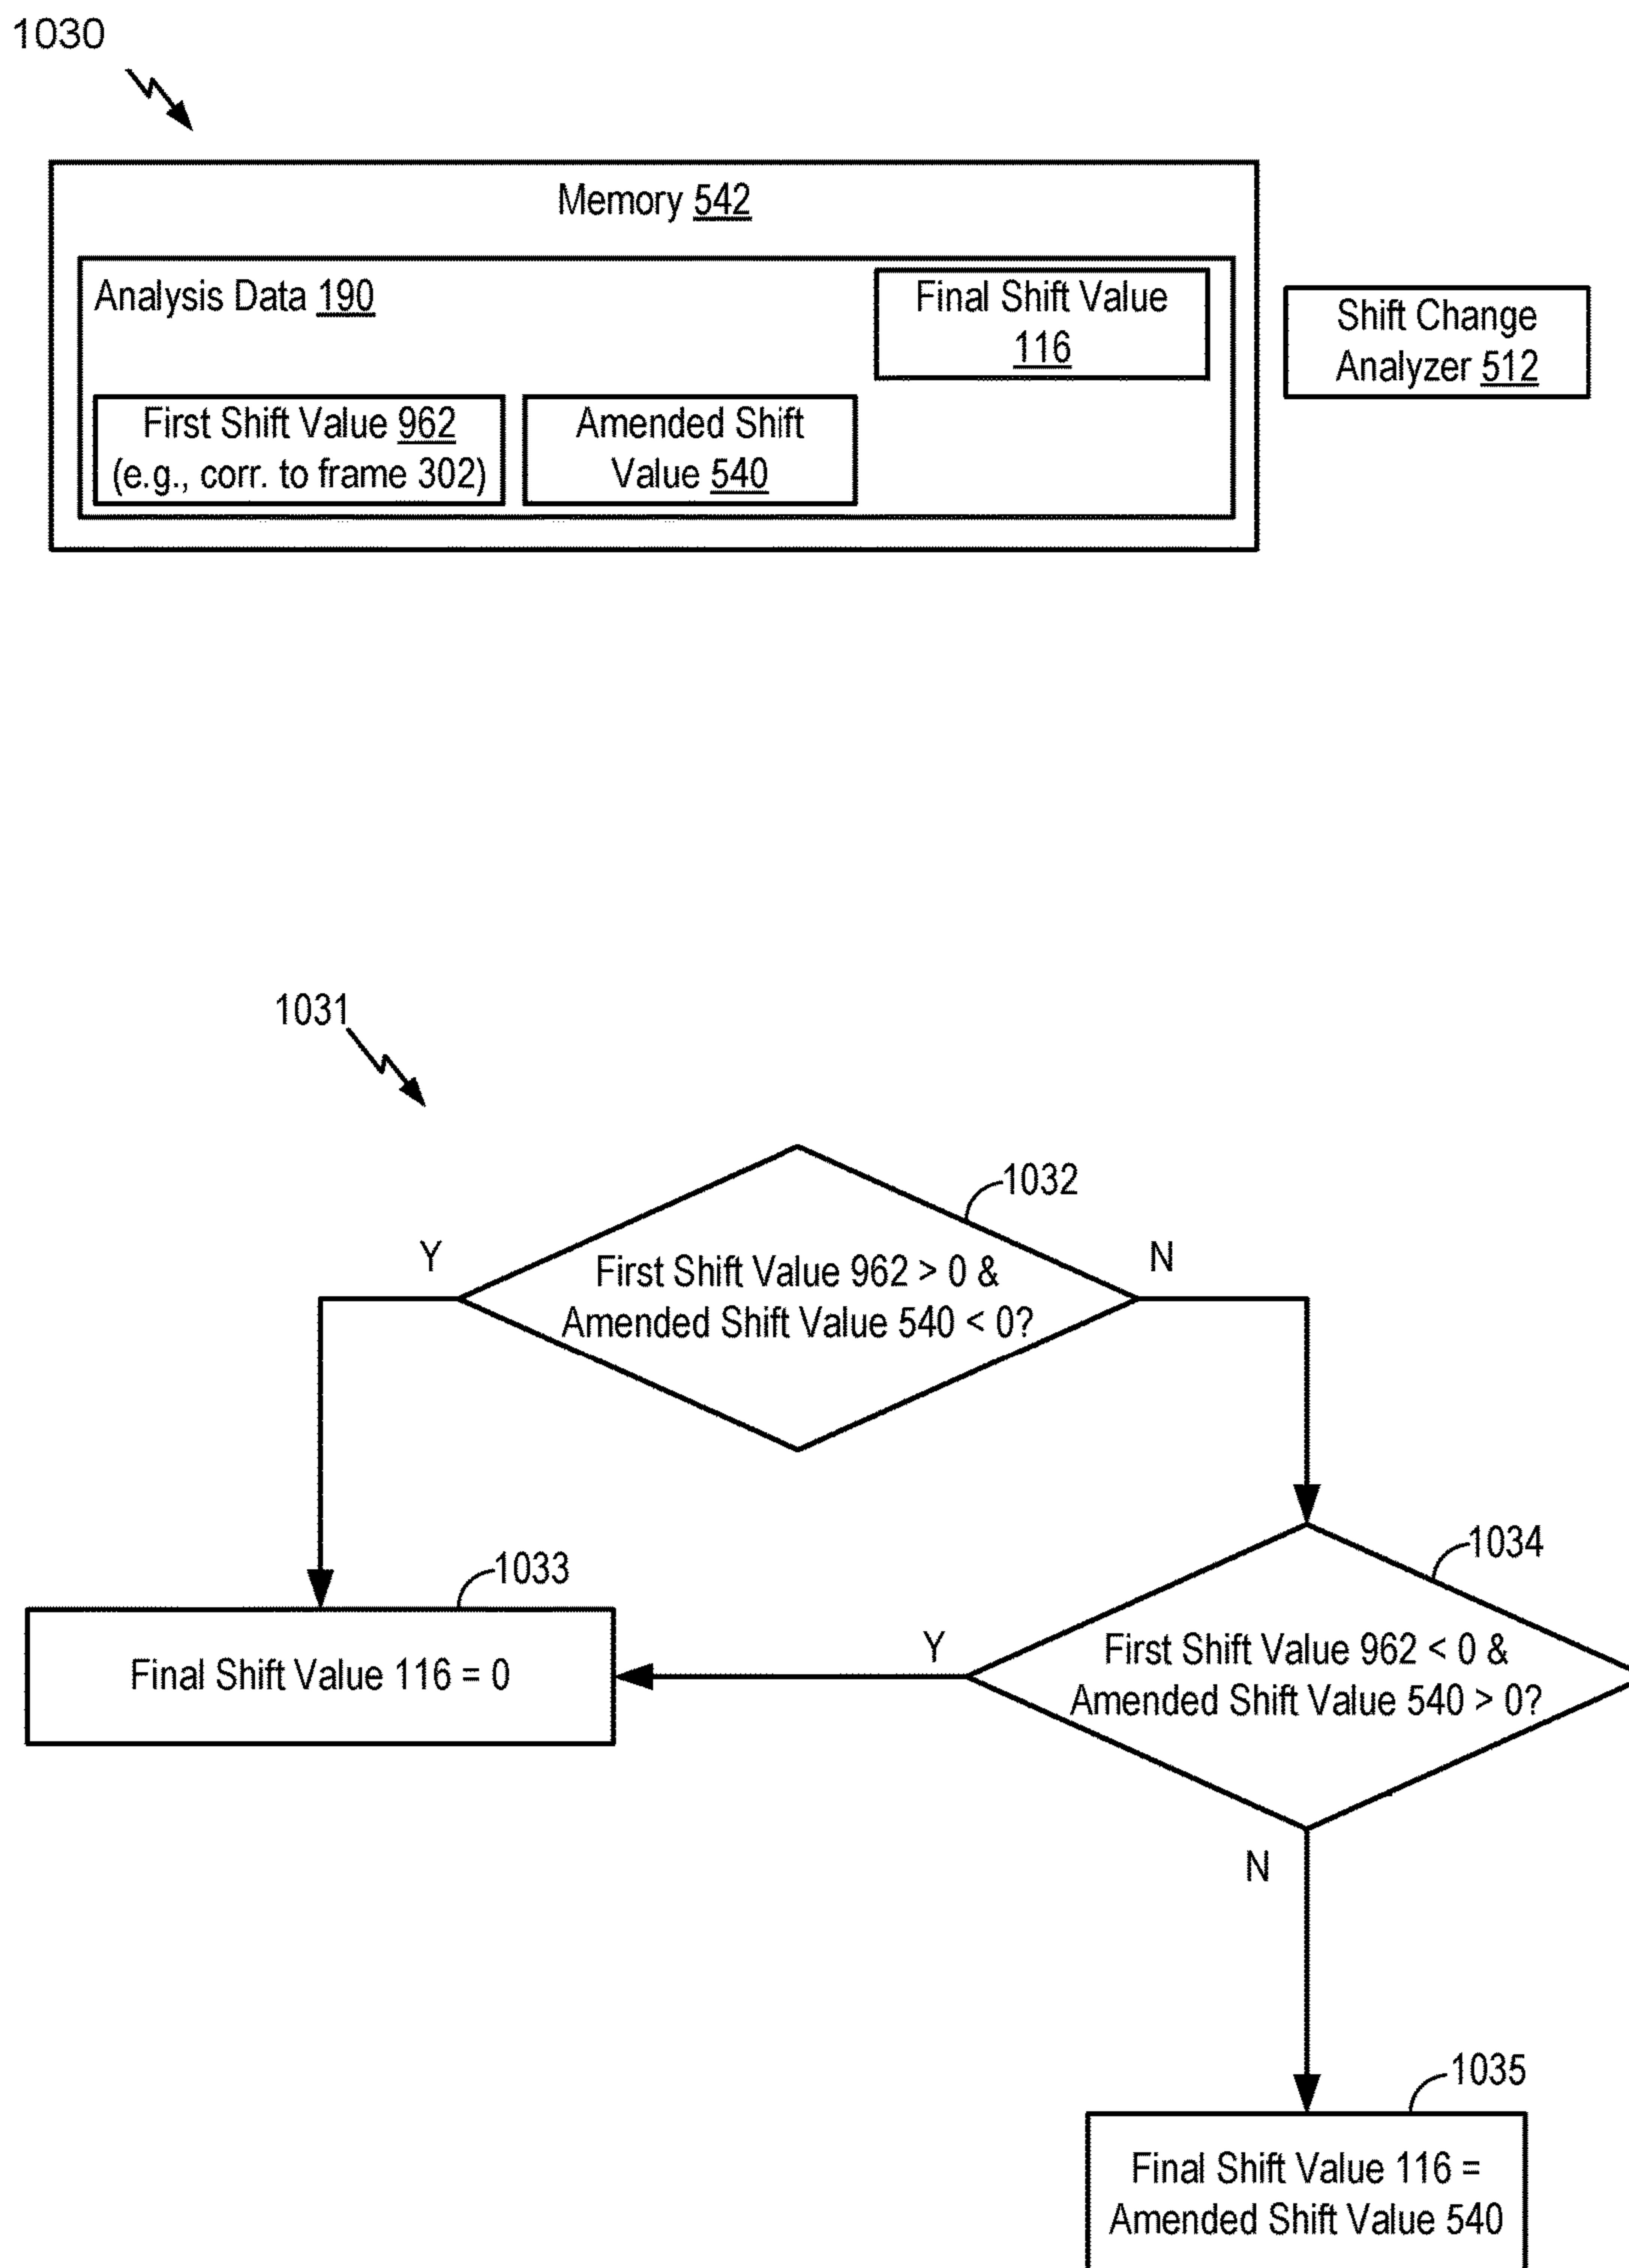 1030
Memory 542
Analysis Data 190
Final Shift Value
116
Shift Change
Analyzer 512
First Shift Value 962
(e.g., corr. to frame 302)
Amended Shift
Value 540
1031
1032
Y
N
First Shift Value 962 > 0 &
Amended Shift Value 540 < 0?
1033
1034
Final Shift Value 116 = 0
Y
First Shift Value 962 < 0 &
Amended Shift Value 540 > 0?
N
1035
Final Shift Value 116 =
Amended Shift Value 540